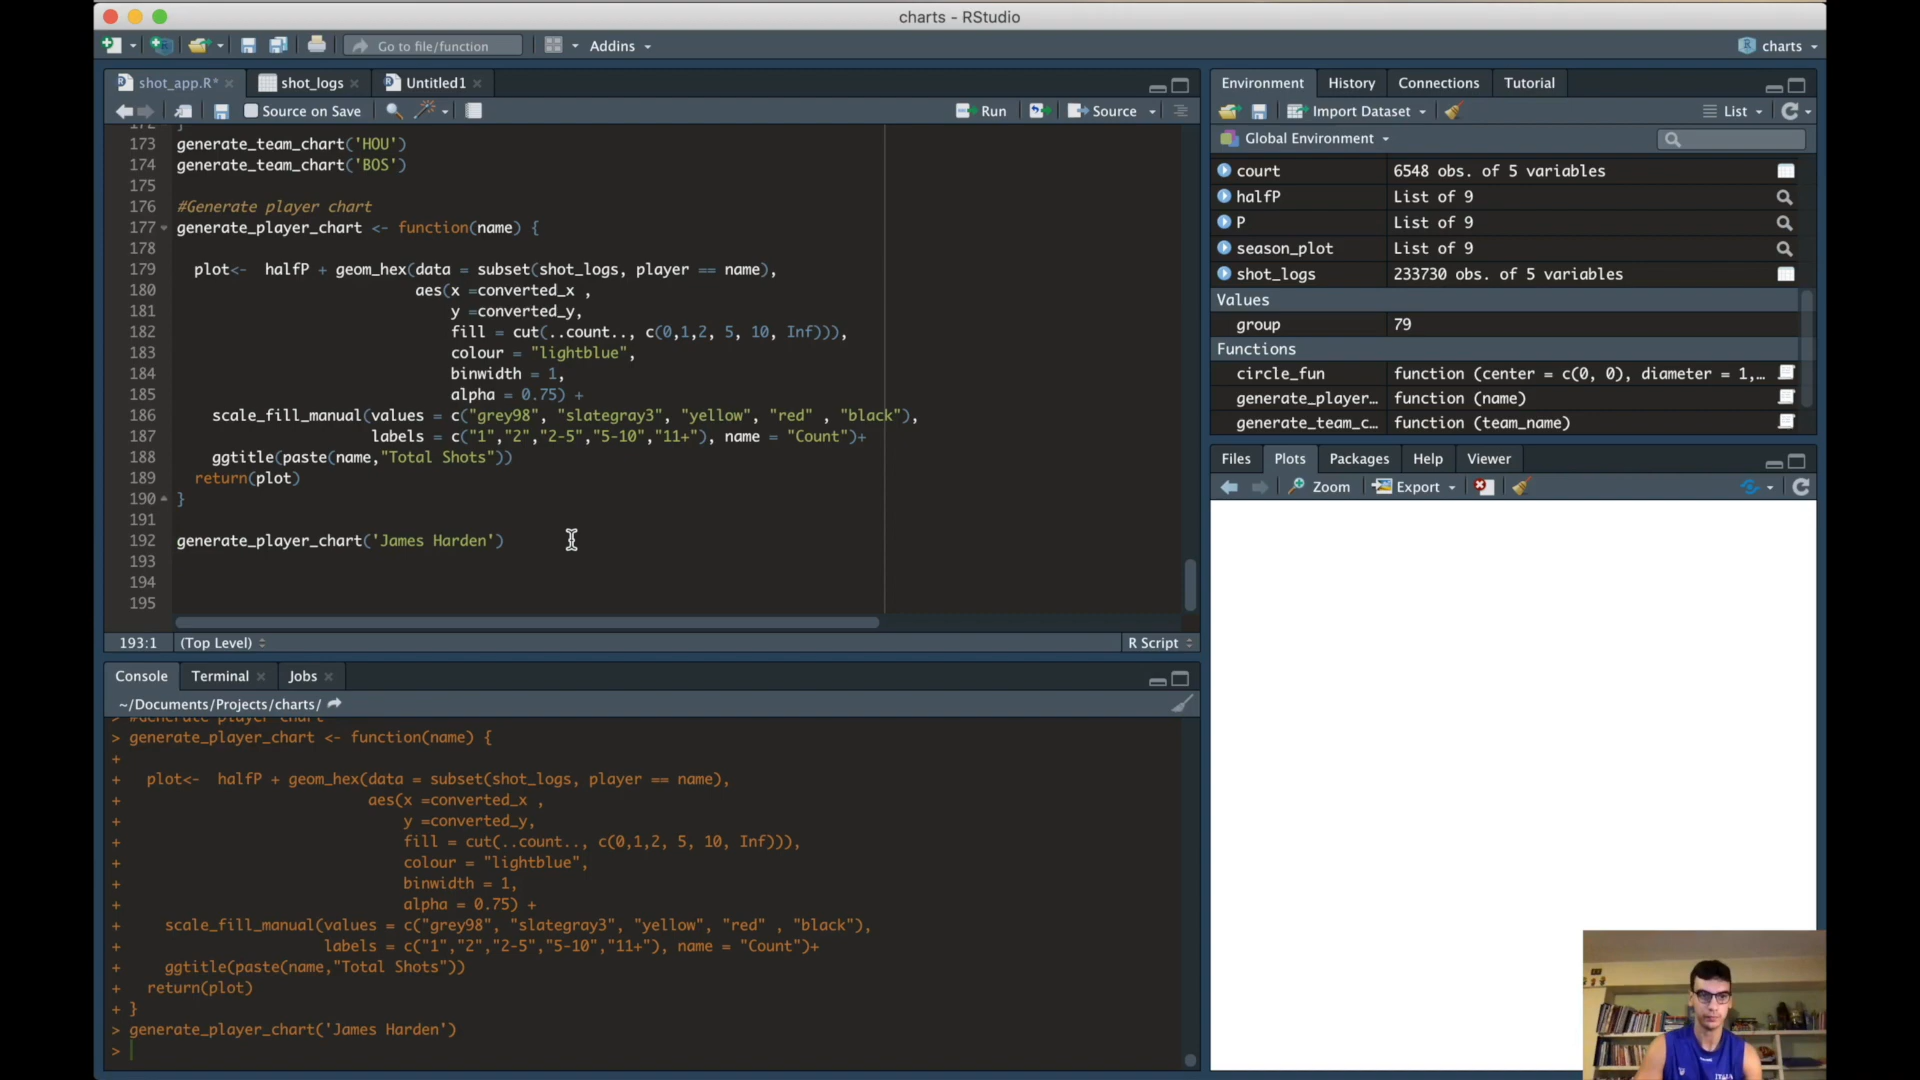 charts - RStudio
Go to file/function
Addins
charts
shot_app.R*
shot_logs
Untitled1
Source on Save
Run
Source
172 }
173 generate_team_chart('HOU')
174 generate_team_chart('BOS')
175
176 #Generate player chart
177 generate_player_chart <- function(name) {
178
179 plot<- halfP + geom_hex(data = subset(shot_logs, player == name),
180 aes(x =converted_x ,
181 y =converted_y,
182 fill = cut(..count.., c(0,1,2, 5, 10, Inf))),
183 colour = "lightblue",
184 binwidth = 1,
185 alpha = 0.75) +
186 scale_fill_manual(values = c("grey98", "slategray3", "yellow", "red" , "black"),
187 labels = c("1","2","2-5","5-10","11+"), name = "Count")+
188 ggtitle(paste(name,"Total Shots"))
189 return(plot)
190 }
191
192 generate_player_chart('James Harden')
193
194
195
193:1
(Top Level)
R Script
Console
Terminal
Jobs
~/Documents/Projects/charts/
> #Generate player chart
> generate_player_chart <- function(name) {
+
+ plot<- halfP + geom_hex(data = subset(shot_logs, player == name),
+ aes(x =converted_x ,
+ y =converted_y,
+ fill = cut(..count.., c(0,1,2, 5, 10, Inf))),
+ colour = "lightblue",
+ binwidth = 1,
+ alpha = 0.75) +
+ scale_fill_manual(values = c("grey98", "slategray3", "yellow", "red" , "black"),
+ labels = c("1","2","2-5","5-10","11+"), name = "Count")+
+ ggtitle(paste(name,"Total Shots"))
+ return(plot)
+ }
> generate_player_chart('James Harden')
>
Environment
History
Connections
Tutorial
Import Dataset
List
Global Environment
court 6548 obs. of 5 variables
halfP List of 9
P List of 9
season_plot List of 9
shot_logs 233730 obs. of 5 variables
Values
group 79
Functions
circle_fun function (center = c(0, 0), diameter = 1,…
generate_player… function (name)
generate_team_c… function (team_name)
Files
Plots
Packages
Help
Viewer
Zoom
Export